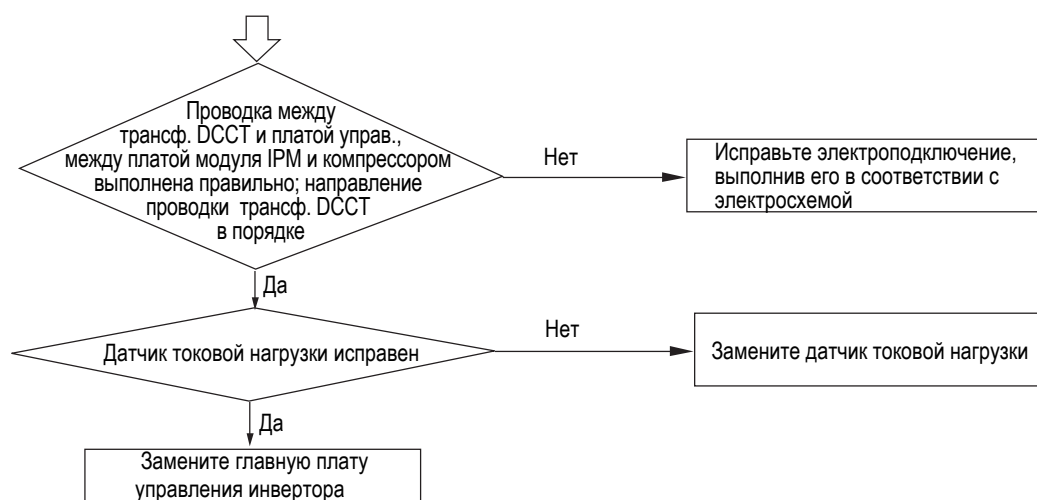 Проводка между
трансф. DCCT и платой управ.,
между платой модуля IPM и компрессором
выполнена правильно; направление
проводки трансф. DCCT
в порядке
Нет
Исправьте электроподключение,
выполнив его в соответствии с
электросхемой
Да
Датчик токовой нагрузки исправен
Нет
Замените датчик токовой нагрузки
Да
Замените главную плату
управления инвертора